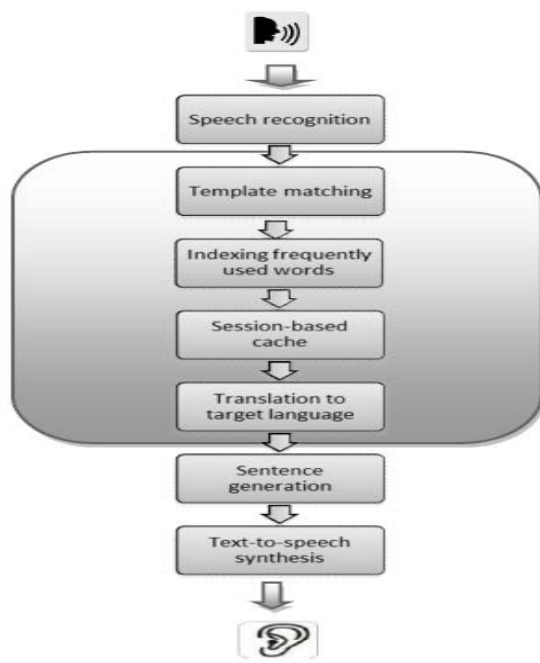 Speech recognition
Template matching
Indexing frequently
used words
Session-based
cache
Translation to
target language
Sentence
generation
Text-to-speech
synthesis